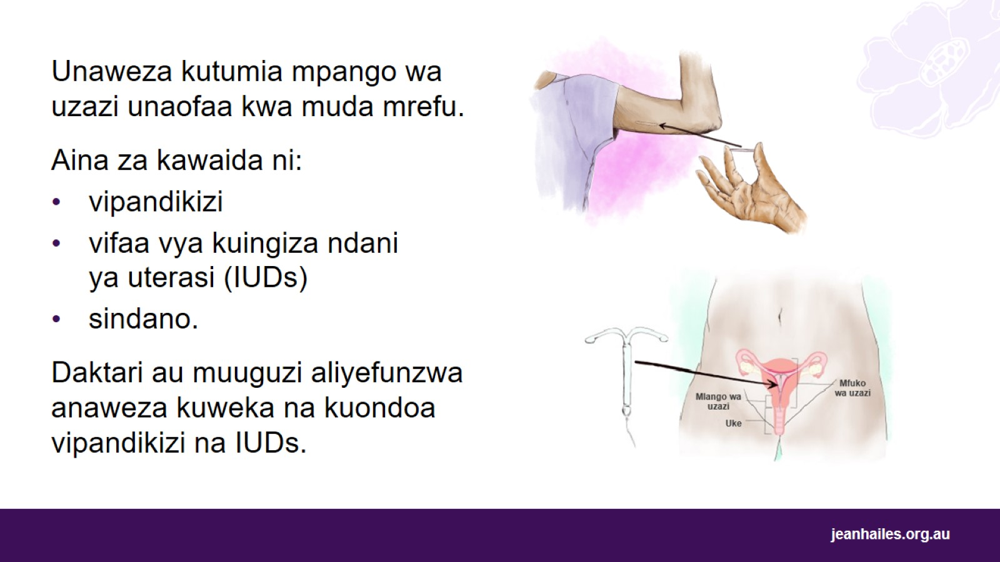 Unaweza kutumia mpango wa
uzazi unaofaa kwa muda mrefu.
Aina za kawaida ni:
• vipandikizi
• vifaa vya kuingiza ndani
ya uterasi (IUDs)
• sindano.
Daktari au muuguzi aliyefunzwa
anaweza kuweka na kuondoa
vipandikizi na IUDs.
Mfuko
wa uzazi
Mlango wa
uzazi
Uke
jeanhailes.org.au